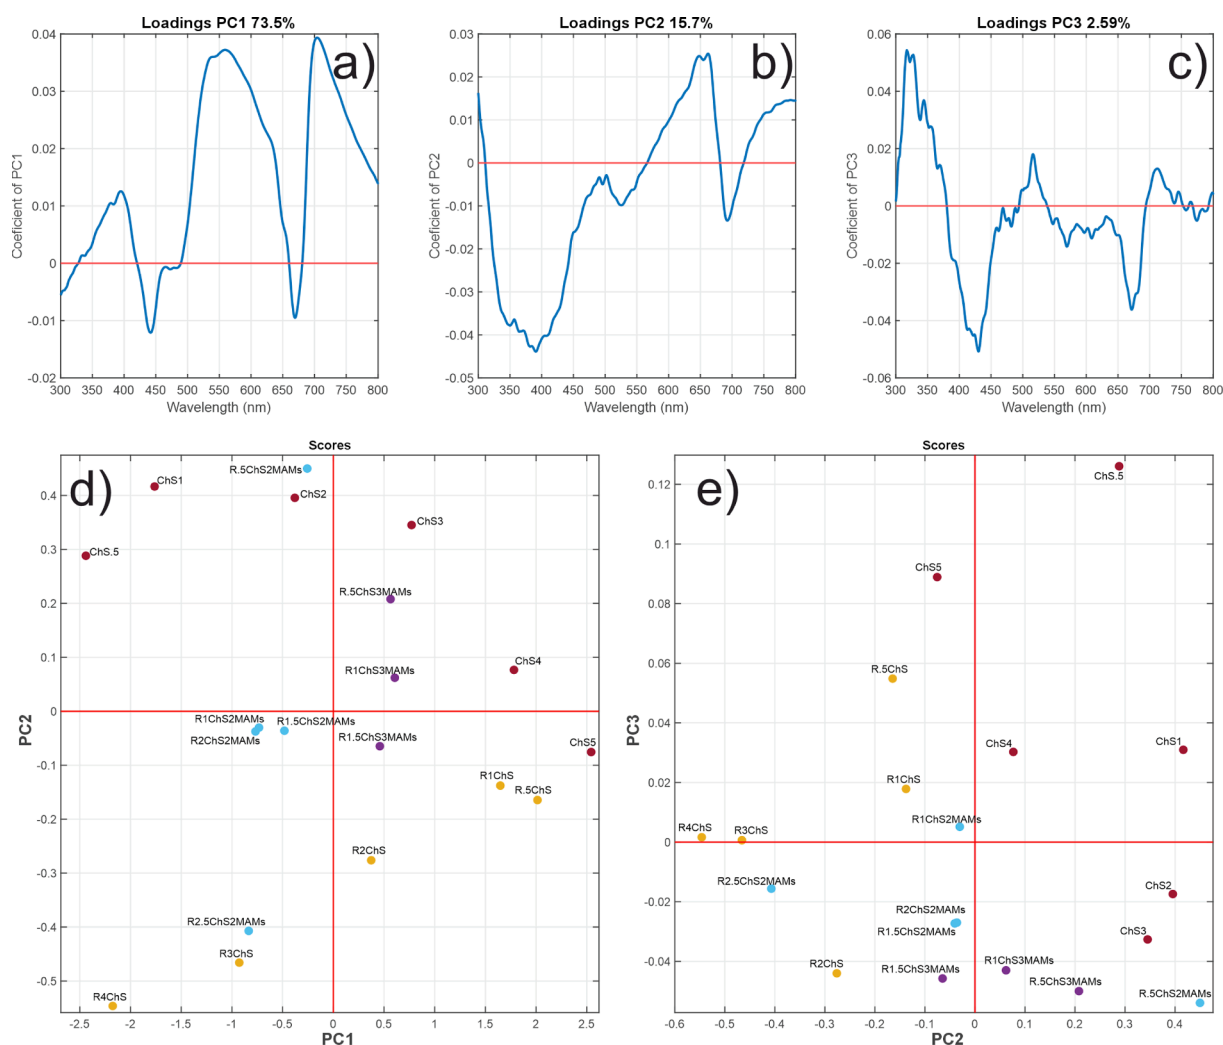 Loadings PC1 73.5%
a)
Coefficient of PC1
0.04
0.03
0.02
0.01
0
-0.01
-0.02
300 350 400 450 500 550 600 650 700 750 800
Wavelength (nm)
Loadings PC2 15.7%
b)
Coefficient of PC2
0.03
0.02
0.01
0
-0.01
-0.02
-0.03
-0.04
-0.05
300 350 400 450 500 550 600 650 700 750 800
Wavelength (nm)
Loadings PC3 2.59%
c)
Coeficient of PC3
0.06
0.04
0.02
0
-0.02
-0.04
-0.06
300 350 400 450 500 550 600 650 700 750 800
Wavelength (nm)
Scores
d)
PC2
0.4
0.3
0.2
0.1
0
-0.1
-0.2
-0.3
-0.4
-0.5
R.5ChS2MAMs
ChS1
ChS2
ChS3
ChS.5
R.5ChS3MAMs
R1ChS3MAMs
ChS4
R1ChS2MAMs
R1.5ChS2MAMs
R2ChS2MAMs
R1.5ChS3MAMs
ChS5
R1ChS
R.5ChS
R2ChS
R2.5ChS2MAMs
R3ChS
R4ChS
-2.5 -2 -1.5 -1 -0.5 0 0.5 1 1.5 2 2.5
PC1
Scores
e)
PC3
0.12
0.1
0.08
0.06
0.04
0.02
0
-0.02
-0.04
ChS.5
ChS5
R.5ChS
ChS4
ChS1
R1ChS
R1ChS2MAMs
R4ChS
R3ChS
R2.5ChS2MAMs
ChS2
R2ChS2MAMs
R1.5ChS2MAMs
ChS3
R2ChS
R1.5ChS3MAMs
R1ChS3MAMs
R.5ChS3MAMs
R.5ChS2MAMs
-0.6 -0.5 -0.4 -0.3 -0.2 -0.1 0 0.1 0.2 0.3 0.4
PC2